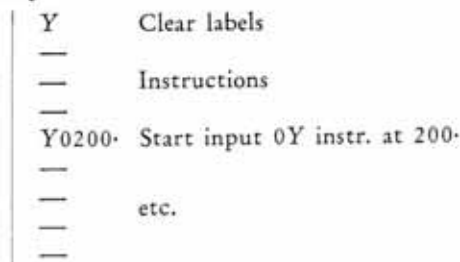 Y Clear labels
—
— Instructions
—
Y0200· Start input 0Y instr. at 200·
—
— etc.
—
—